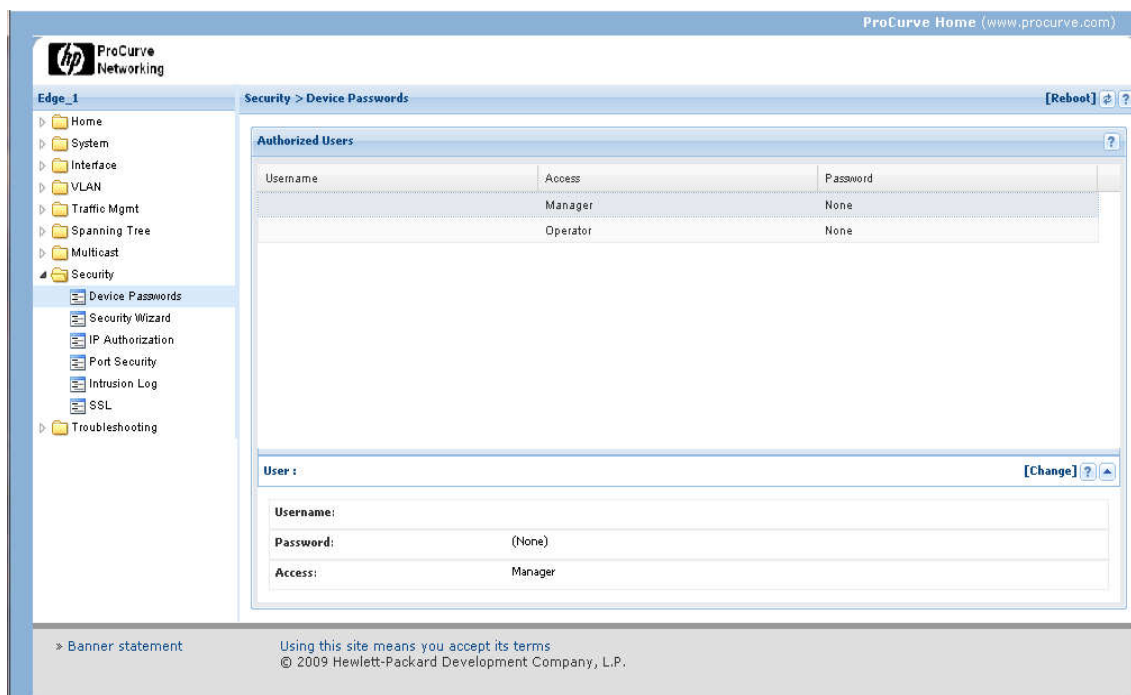 ProCurve Home (www.procurve.com)
hp ProCurve
Networking
Edge_1
Security > Device Passwords
[Reboot] ?
Home
System
Interface
VLAN
Traffic Mgmt
Spanning Tree
Multicast
Security
Device Passwords
Security Wizard
IP Authorization
Port Security
Intrusion Log
SSL
Troubleshooting
Authorized Users ?
Username Access Password
Manager None
Operator None
User : [Change] ?
Username:
Password: (None)
Access: Manager
» Banner statement
Using this site means you accept its terms
© 2009 Hewlett-Packard Development Company, L.P.